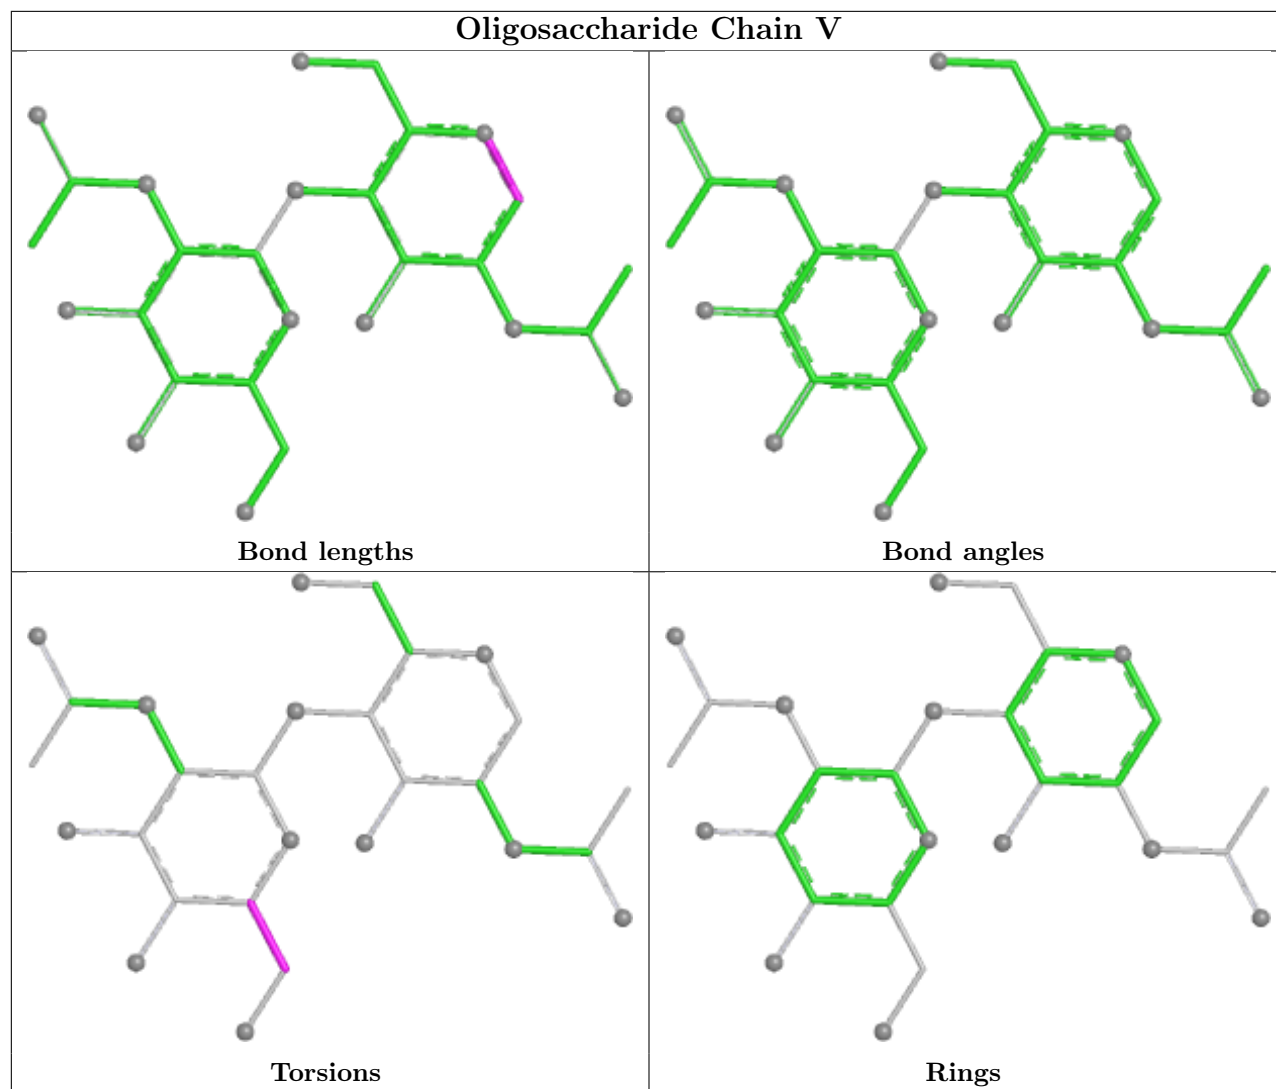 Oligosaccharide Chain V
Bond lengths
Bond angles
Torsions
Rings